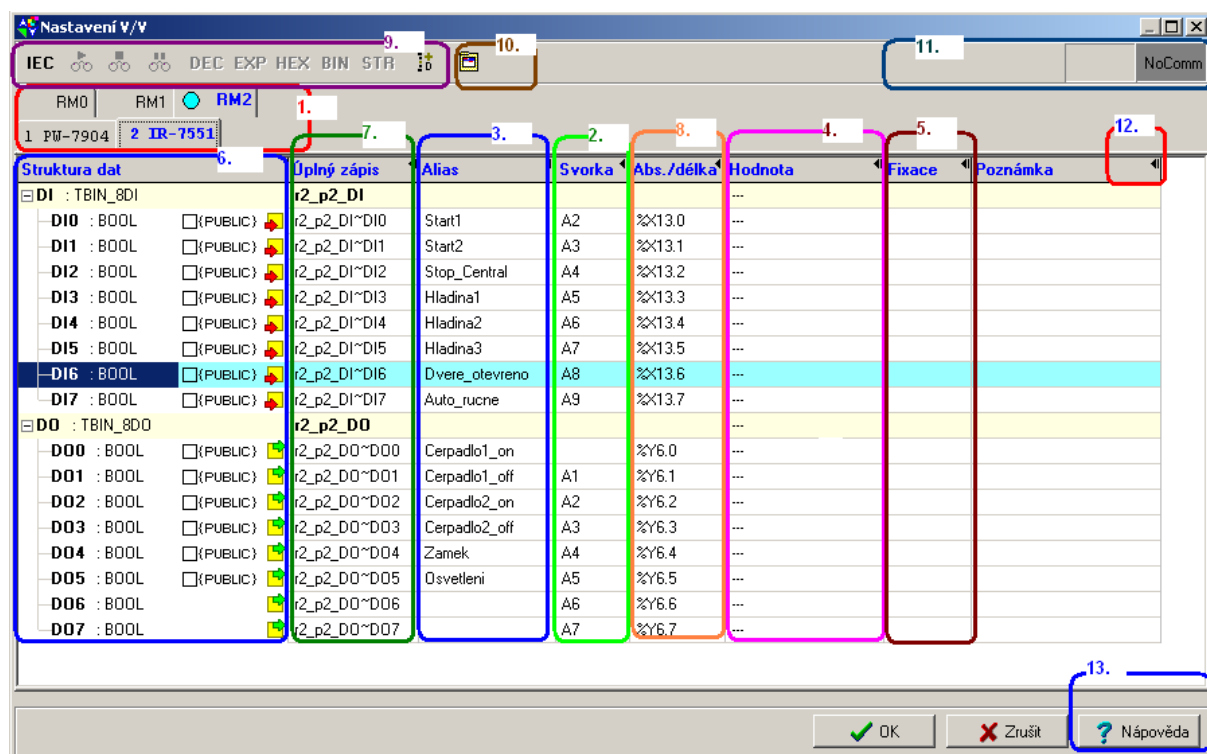 Nastavení V/V
9. 10. 11.
IEC DEC EXP HEX BIN STR NoComm
RM0 RM1 RM2 1.
1 PW-7904 2 IR-7551
6. 7. 3. 2. 8. 4. 5. 12.
Struktura dat Úplný zápis Alias Svorka Abs./délka Hodnota Fixace Poznámka
DI : TBIN_8DI r2_p2_DI ---
DI0 : BOOL {PUBLIC} r2_p2_DI~DI0 Start1 A2 %X13.0 ---
DI1 : BOOL {PUBLIC} r2_p2_DI~DI1 Start2 A3 %X13.1 ---
DI2 : BOOL {PUBLIC} r2_p2_DI~DI2 Stop_Central A4 %X13.2 ---
DI3 : BOOL {PUBLIC} r2_p2_DI~DI3 Hladina1 A5 %X13.3 ---
DI4 : BOOL {PUBLIC} r2_p2_DI~DI4 Hladina2 A6 %X13.4 ---
DI5 : BOOL {PUBLIC} r2_p2_DI~DI5 Hladina3 A7 %X13.5 ---
DI6 : BOOL {PUBLIC} r2_p2_DI~DI6 Dvere_otevreno A8 %X13.6 ---
DI7 : BOOL {PUBLIC} r2_p2_DI~DI7 Auto_rucne A9 %X13.7 ---
DO : TBIN_8DO r2_p2_DO ---
DO0 : BOOL {PUBLIC} r2_p2_DO~DO0 Cerpadlo1_on %Y6.0 ---
DO1 : BOOL {PUBLIC} r2_p2_DO~DO1 Cerpadlo1_off A1 %Y6.1 ---
DO2 : BOOL {PUBLIC} r2_p2_DO~DO2 Cerpadlo2_on A2 %Y6.2 ---
DO3 : BOOL {PUBLIC} r2_p2_DO~DO3 Cerpadlo2_off A3 %Y6.3 ---
DO4 : BOOL {PUBLIC} r2_p2_DO~DO4 Zamek A4 %Y6.4 ---
DO5 : BOOL {PUBLIC} r2_p2_DO~DO5 Osvetleni A5 %Y6.5 ---
DO6 : BOOL r2_p2_DO~DO6 A6 %Y6.6 ---
DO7 : BOOL r2_p2_DO~DO7 A7 %Y6.7 ---
13.
OK Zrušit ? Nápověda